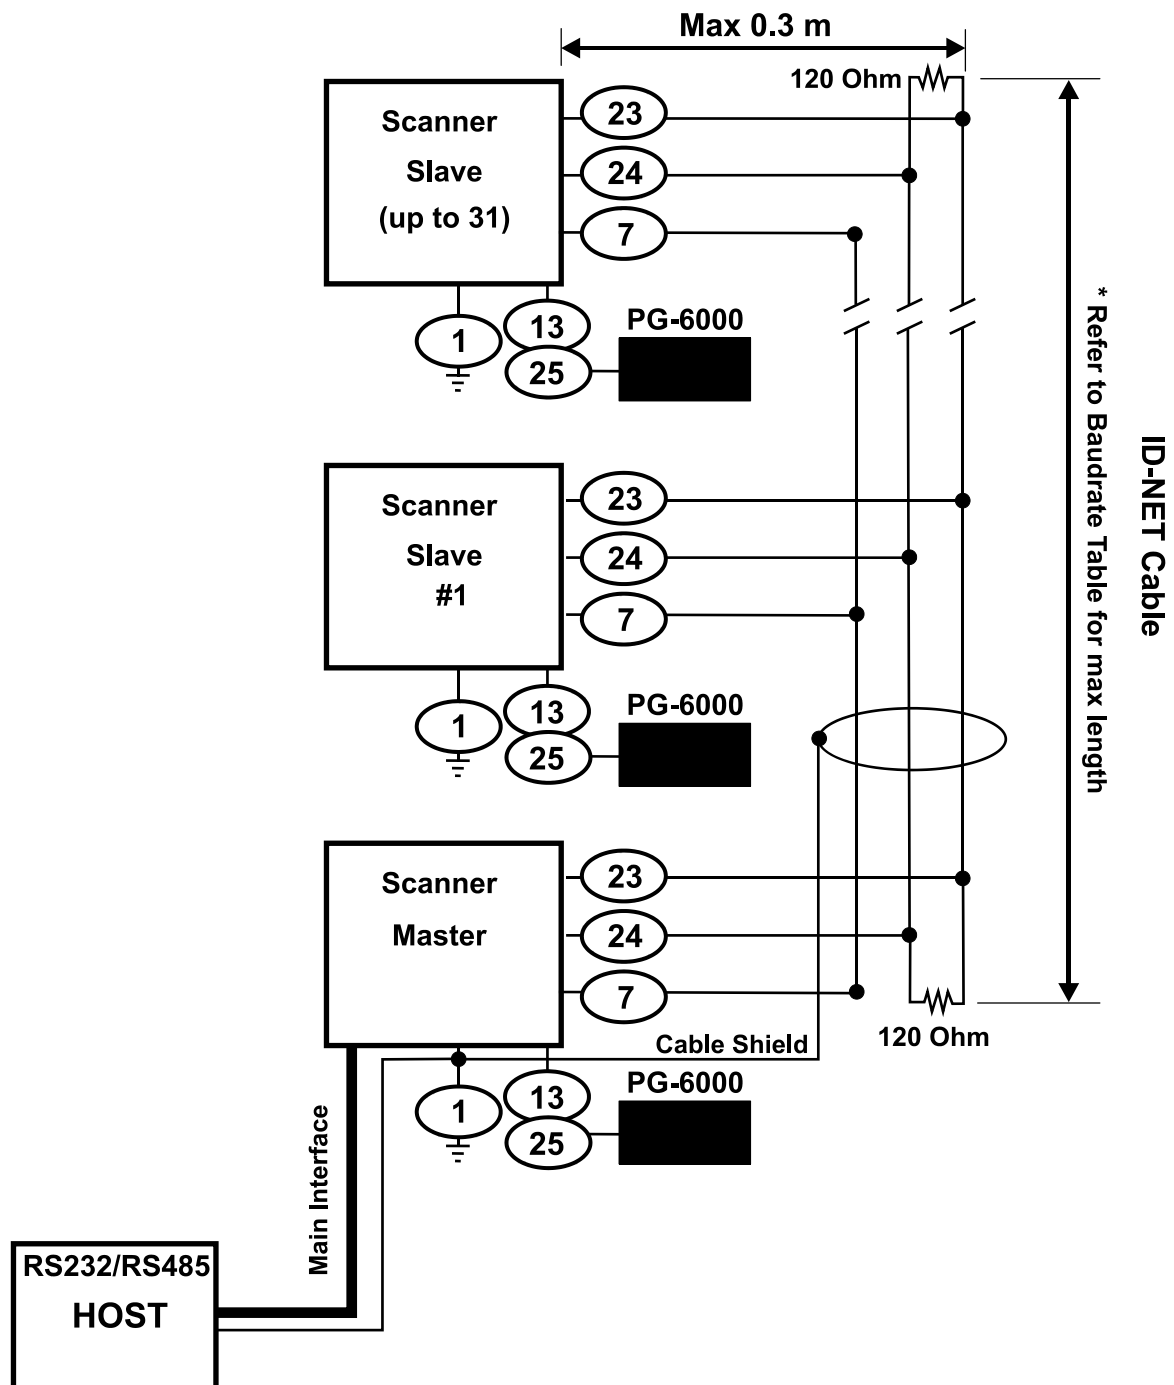 Max 0.3 m
120 Ohm
Scanner
Slave
(up to 31)
23
24
7
1
13
25
PG-6000
Scanner
Slave
#1
23
24
7
1
13
25
PG-6000
Scanner
Master
23
24
7
120 Ohm
Cable Shield
1
13
25
PG-6000
Main Interface
RS232/RS485
HOST
* Refer to Baudrate Table for max length
ID-NET Cable